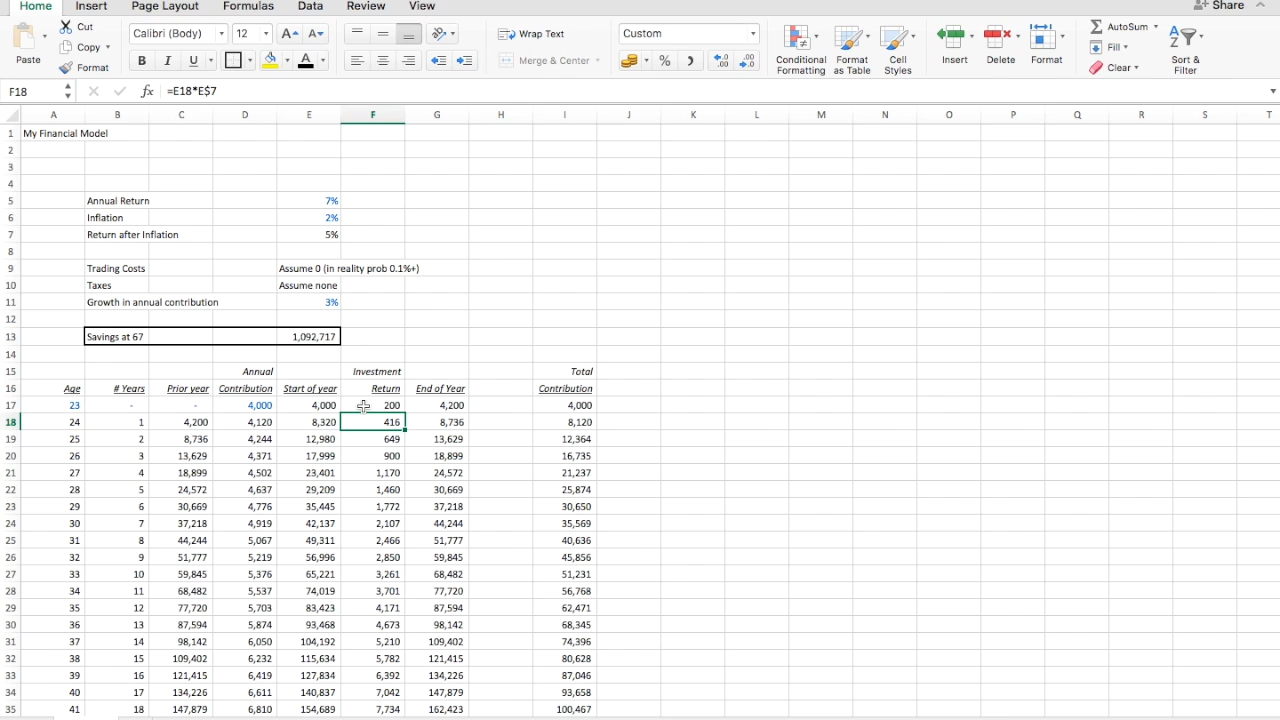 Home Insert Page Layout Formulas Data Review View Share
Paste Cut Calibri (Body) 12 A A Wrap Text Custom AutoSum
Copy Fill
Format B I U A Merge & Center % Conditional Formatting Format as Table Cell Styles Insert Delete Format Clear Sort & Filter
F18 fx =E18*E$7
A B C D E F G H I J K L M N O P Q R S T
1 My Financial Model
2
3
4
5 Annual Return 7%
6 Inflation 2%
7 Return after Inflation 5%
8
9 Trading Costs Assume 0 (in reality prob 0.1%+)
10 Taxes Assume none
11 Growth in annual contribution 3%
12
13 Savings at 67 1,092,717
14
15 Annual Investment Total
16 Age # Years Prior year Contribution Start of year Return End of Year Contribution
17 23 - - 4,000 4,000 200 4,200 4,000
18 24 1 4,200 4,120 8,320 416 8,736 8,120
19 25 2 8,736 4,244 12,980 649 13,629 12,364
20 26 3 13,629 4,371 17,999 900 18,899 16,735
21 27 4 18,899 4,502 23,401 1,170 24,572 21,237
22 28 5 24,572 4,637 29,209 1,460 30,669 25,874
23 29 6 30,669 4,776 35,445 1,772 37,218 30,650
24 30 7 37,218 4,919 42,137 2,107 44,244 35,569
25 31 8 44,244 5,067 49,311 2,466 51,777 40,636
26 32 9 51,777 5,219 56,996 2,850 59,845 45,856
27 33 10 59,845 5,376 65,221 3,261 68,482 51,231
28 34 11 68,482 5,537 74,019 3,701 77,720 56,768
29 35 12 77,720 5,703 83,423 4,171 87,594 62,471
30 36 13 87,594 5,874 93,468 4,673 98,142 68,345
31 37 14 98,142 6,050 104,192 5,210 109,402 74,396
32 38 15 109,402 6,232 115,634 5,782 121,415 80,628
33 39 16 121,415 6,419 127,834 6,392 134,226 87,046
34 40 17 134,226 6,611 140,837 7,042 147,879 93,658
35 41 18 147,879 6,810 154,689 7,734 162,423 100,467